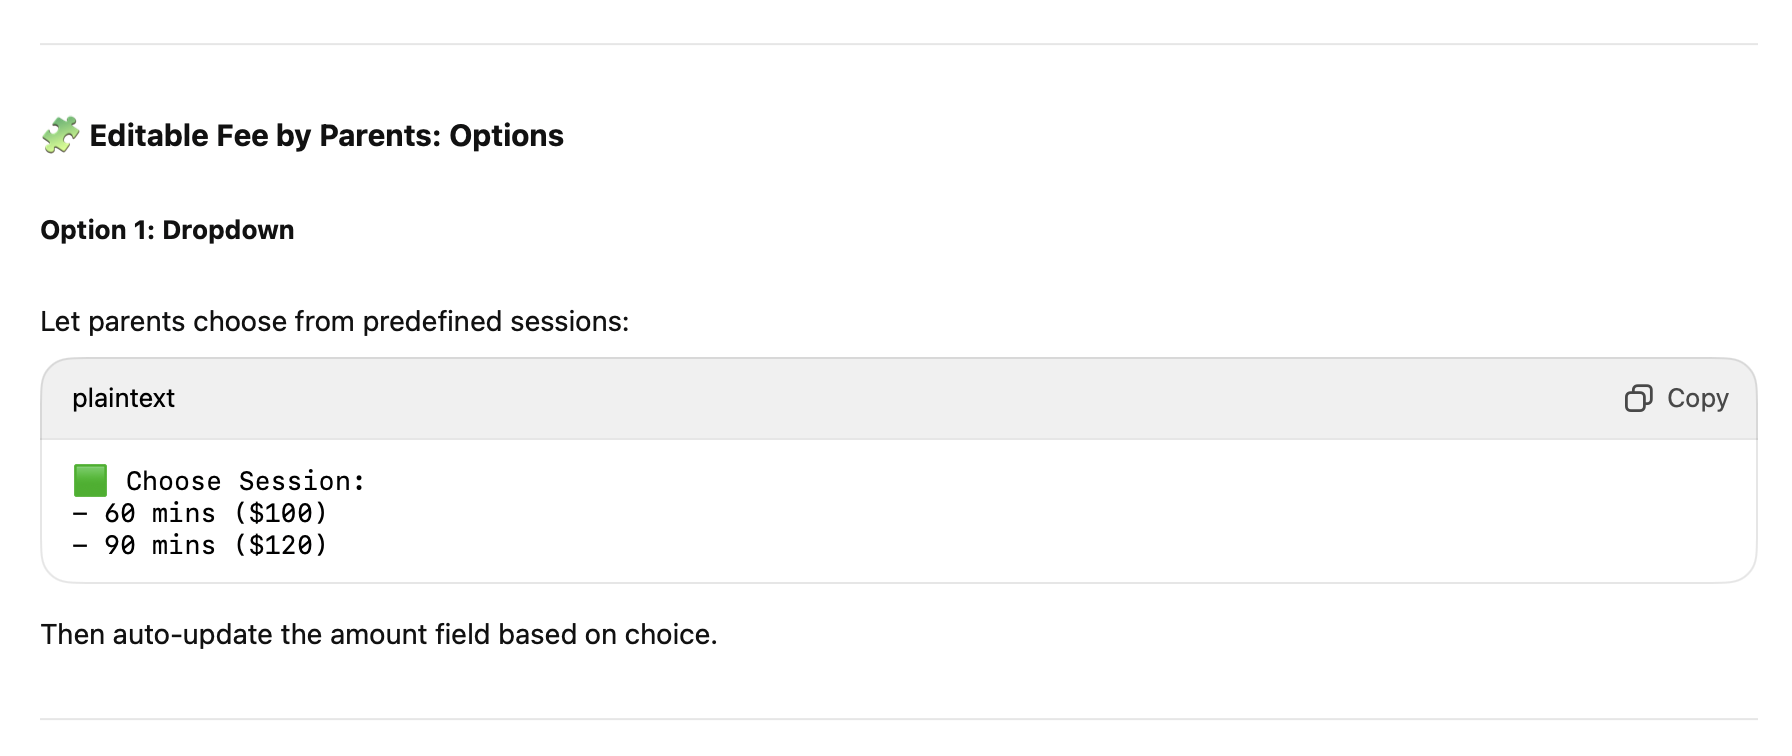 🧩 Editable Fee by Parents: Options
Option 1: Dropdown
Let parents choose from predefined sessions:
plaintext
Copy
🟩 Choose Session:
- 60 mins ($100)
- 90 mins ($120)
Then auto-update the amount field based on choice.